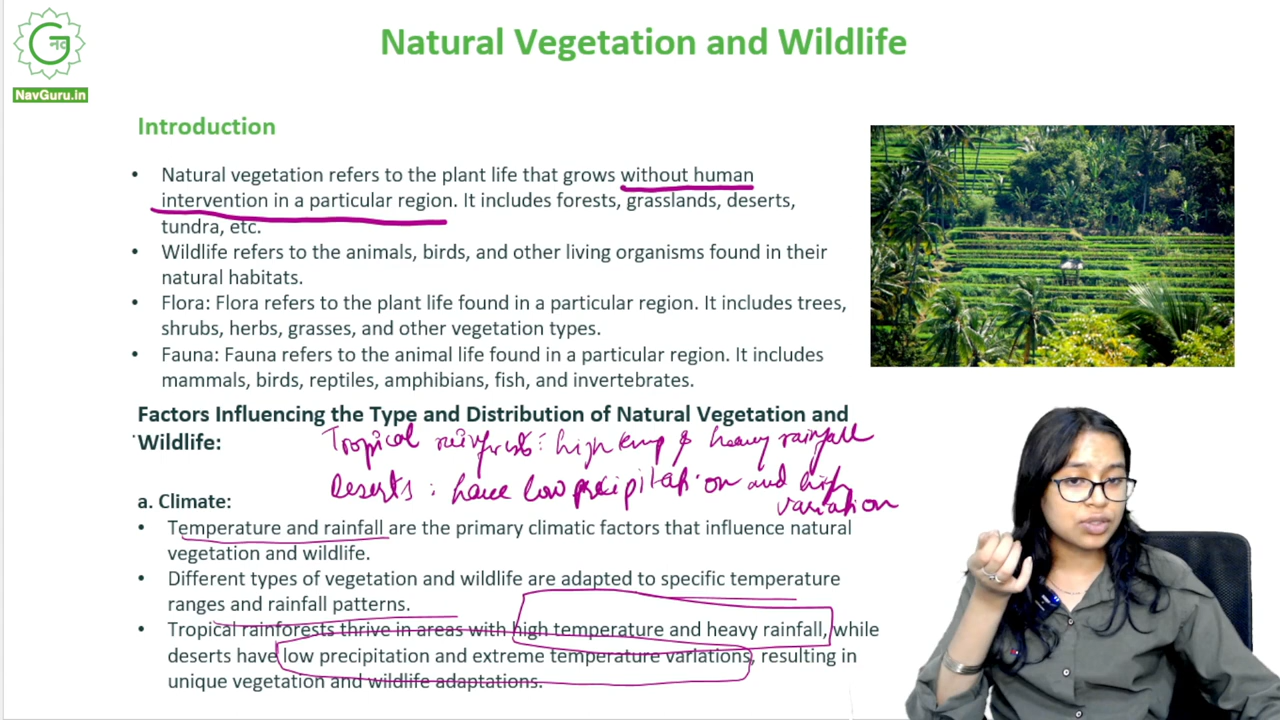 Natural Vegetation and Wildlife
नव
NavGuru.in
Introduction
• Natural vegetation refers to the plant life that grows without human
intervention in a particular region. It includes forests, grasslands, deserts,
tundra, etc.
• Wildlife refers to the animals, birds, and other living organisms found in their
natural habitats.
• Flora: Flora refers to the plant life found in a particular region. It includes trees,
shrubs, herbs, grasses, and other vegetation types.
• Fauna: Fauna refers to the animal life found in a particular region. It includes
mammals, birds, reptiles, amphibians, fish, and invertebrates.
Factors Influencing the Type and Distribution of Natural Vegetation and
Wildlife:
Tropical : high temp & heavy rainfall
Deserts : have low precipitation and high
variation
a. Climate:
• Temperature and rainfall are the primary climatic factors that influence natural
vegetation and wildlife.
• Different types of vegetation and wildlife are adapted to specific temperature
ranges and rainfall patterns.
• Tropical rainforests thrive in areas with high temperature and heavy rainfall, while
deserts have low precipitation and extreme temperature variations, resulting in
unique vegetation and wildlife adaptations.